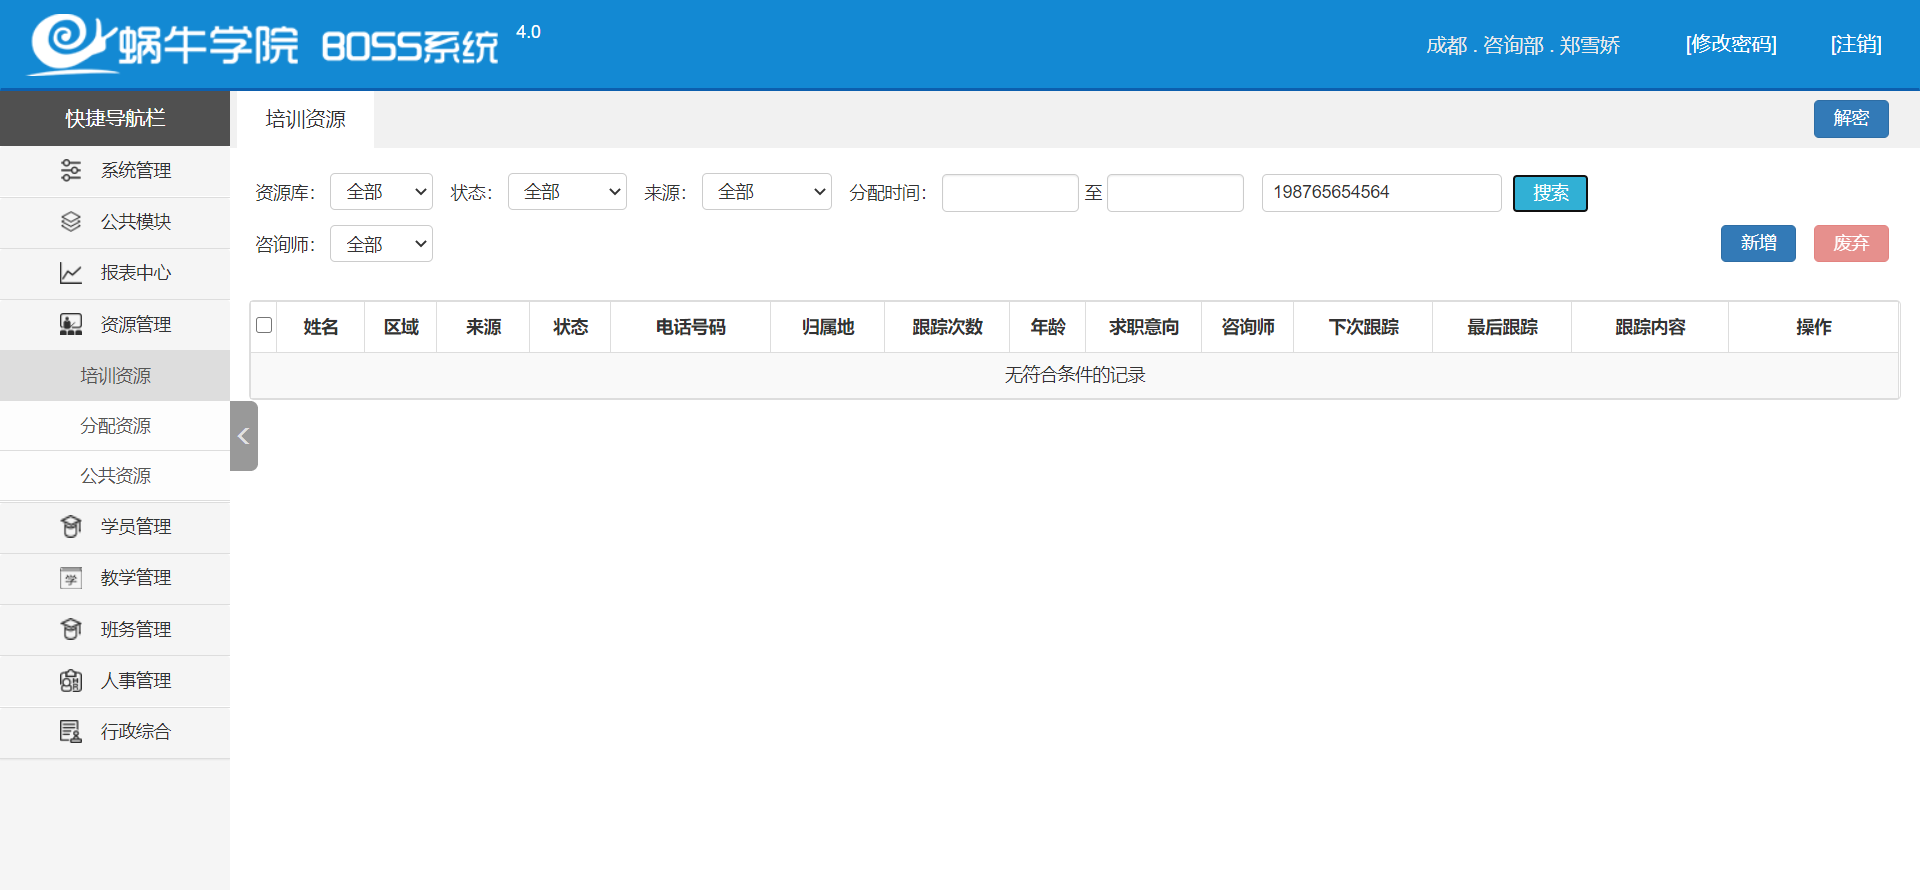 蜗牛学院 BOSS系统 4.0
成都 . 咨询部 . 郑雪娇 [修改密码] [注销]
快捷导航栏
系统管理
公共模块
报表中心
资源管理
培训资源
分配资源
公共资源
学员管理
教学管理
班务管理
人事管理
行政综合
培训资源 解密
资源库: 全部 状态: 全部 来源: 全部 分配时间: 至 198765654564 搜索
咨询师: 全部 新增 废弃
姓名 区域 来源 状态 电话号码 归属地 跟踪次数 年龄 求职意向 咨询师 下次跟踪 最后跟踪 跟踪内容 操作
无符合条件的记录